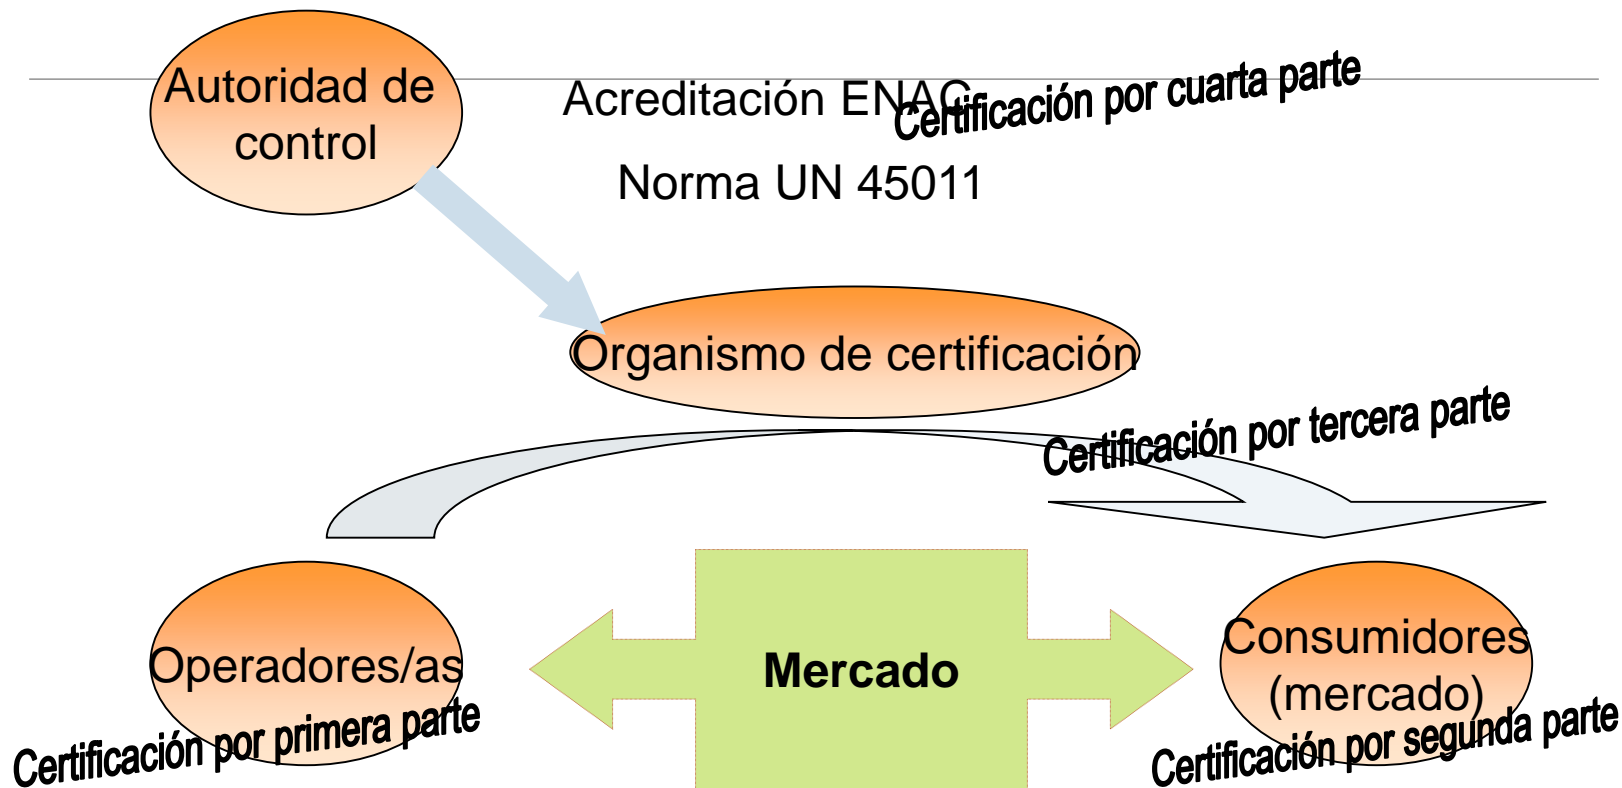 Autoridad de
control
Acreditación ENAC
Certificación por cuarta parte
Norma UN 45011
Organismo de certificación
Certificación por tercera parte
Operadores/as
Certificación por primera parte
Mercado
Consumidores
(mercado)
Certificación por segunda parte